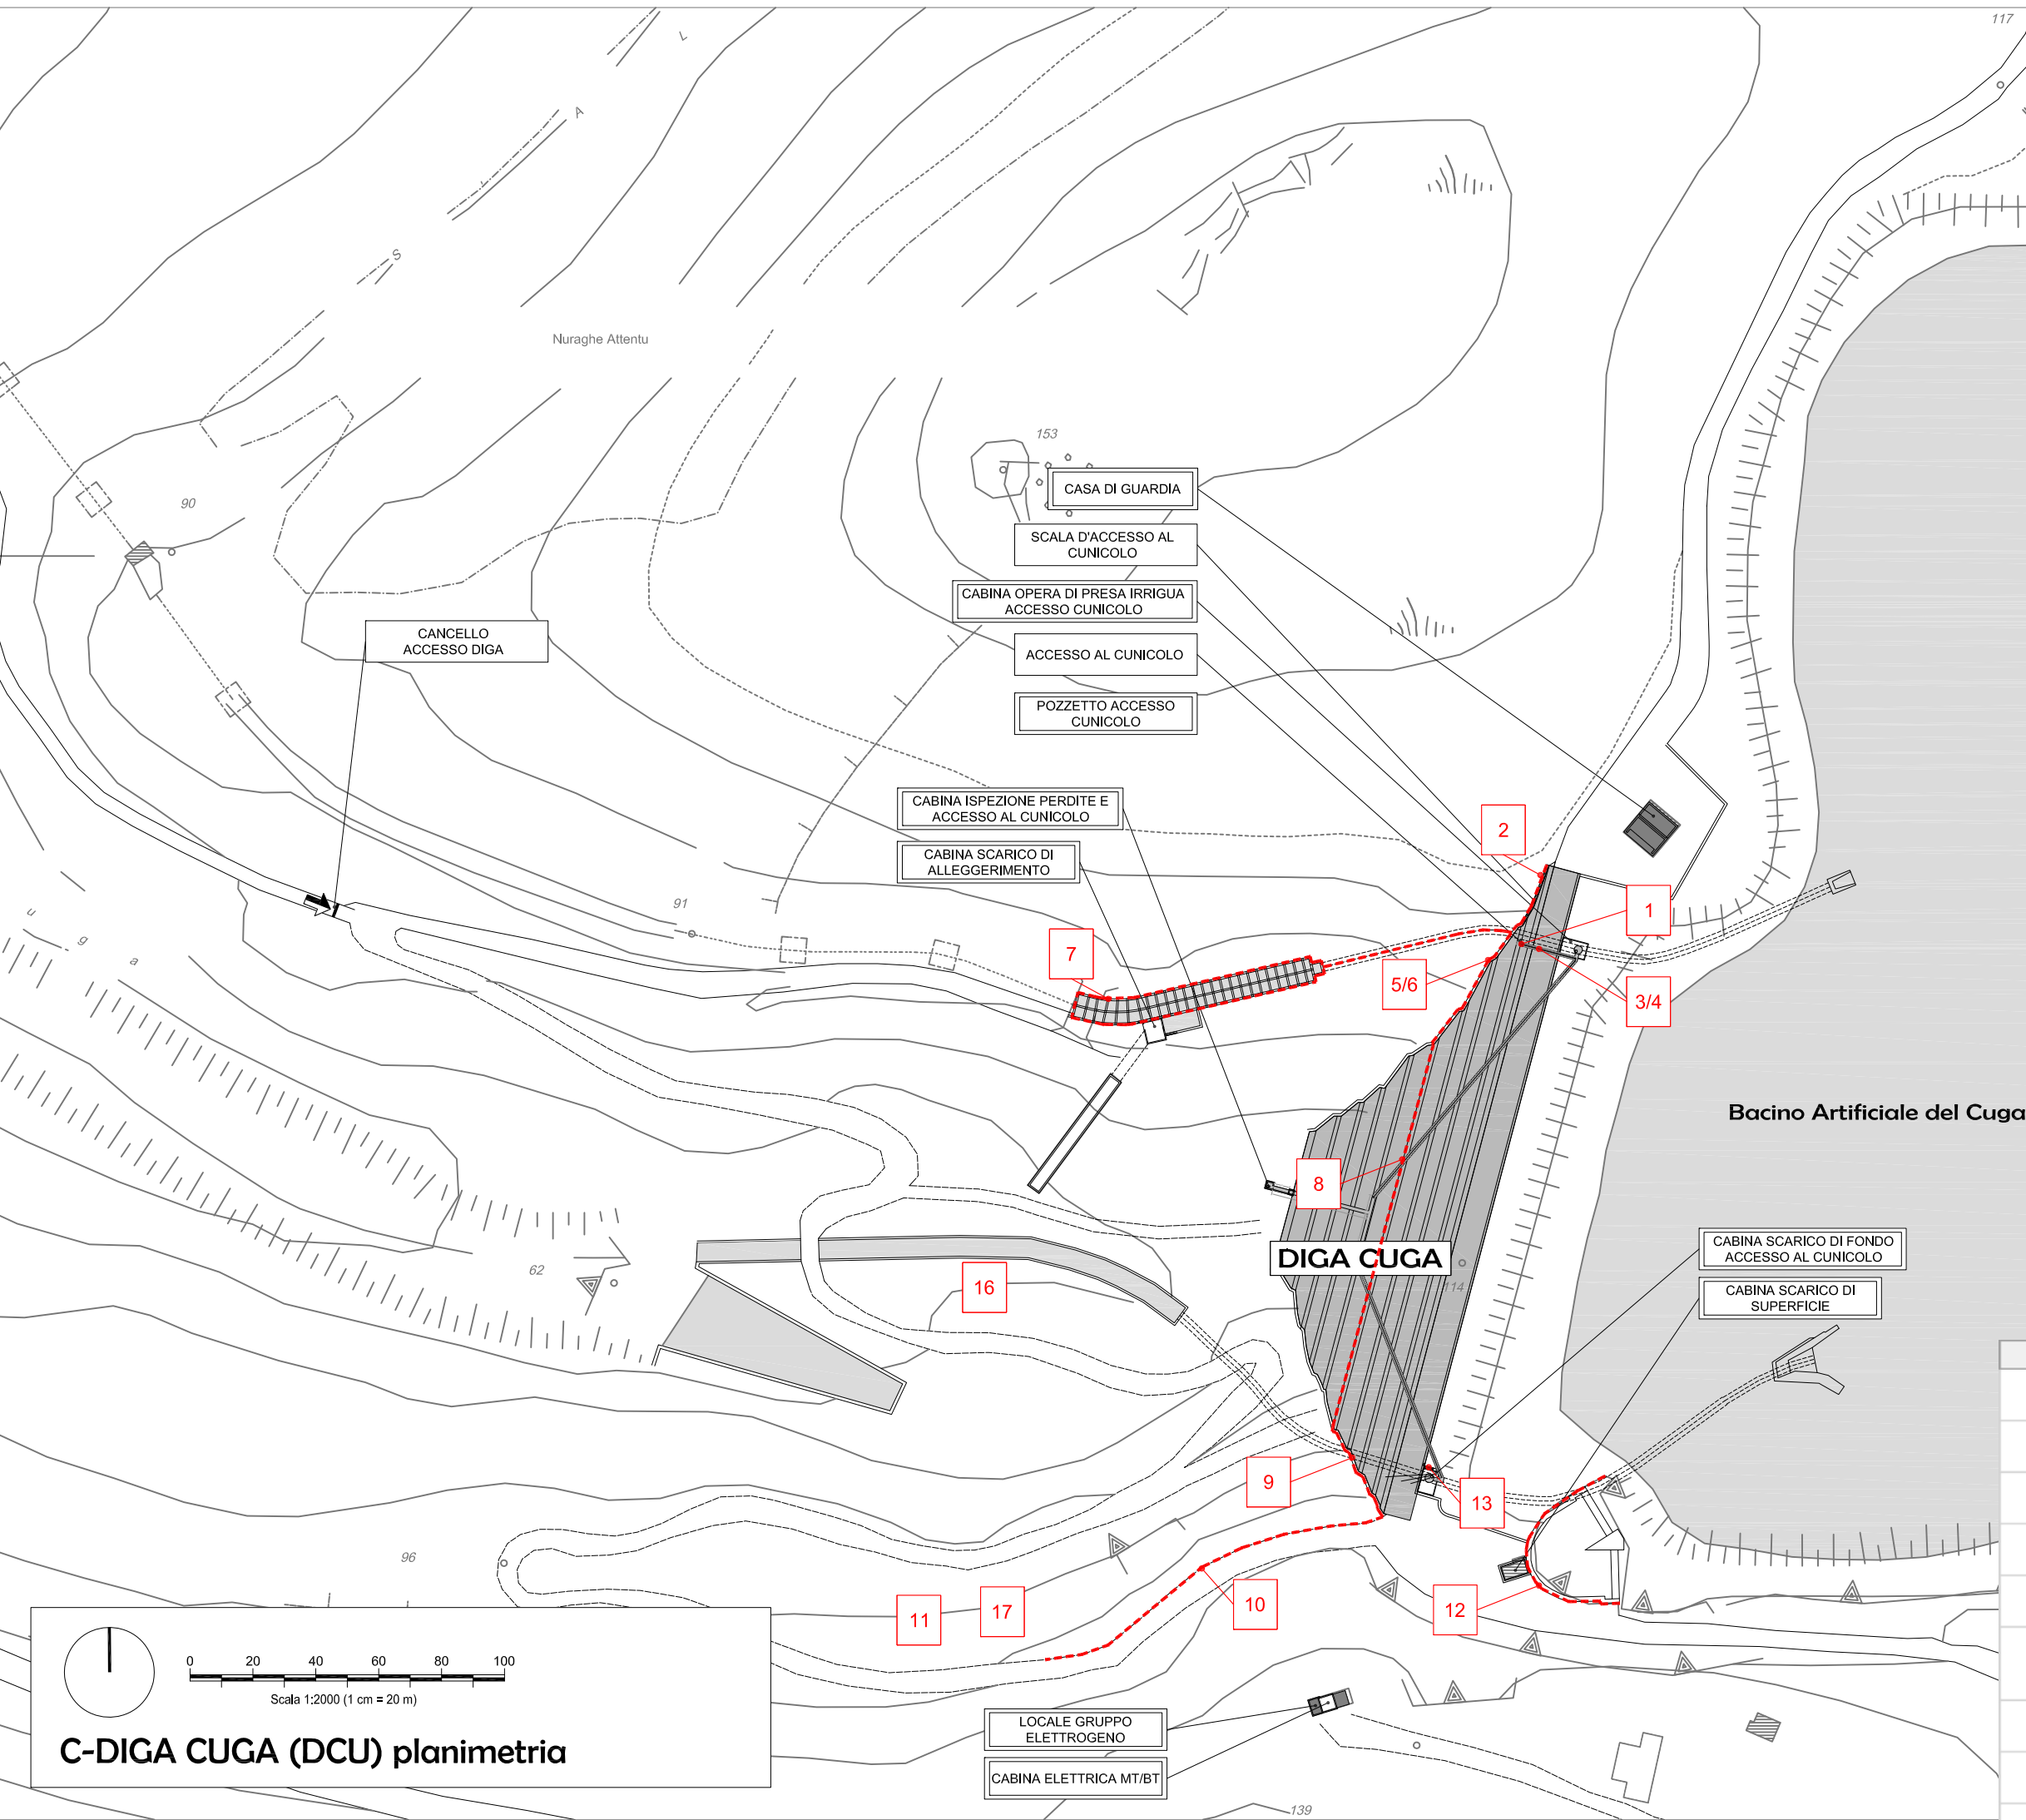 117
L
A
S
Nuraghe Attentu
153
CASA DI GUARDIA
90
SCALA D'ACCESSO AL
CUNICOLO
CABINA OPERA DI PRESA IRRIGUA
ACCESSO CUNICOLO
CANCELLO
ACCESSO DIGA
ACCESSO AL CUNICOLO
POZZETTO ACCESSO
CUNICOLO
CABINA ISPEZIONE PERDITE E
ACCESSO AL CUNICOLO
2
CABINA SCARICO DI
ALLEGGERIMENTO
91
1
u
g
a
7
5/6
3/4
Bacino Artificiale del Cuga
8
DIGA CUGA
CABINA SCARICO DI FONDO
ACCESSO AL CUNICOLO
62
16
114
CABINA SCARICO DI
SUPERFICIE
9
13
96
11
17
10
12
0 20 40 60 80 100
Scala 1:2000 (1 cm = 20 m)
C-DIGA CUGA (DCU) planimetria
LOCALE GRUPPO
ELETTROGENO
CABINA ELETTRICA MT/BT
139